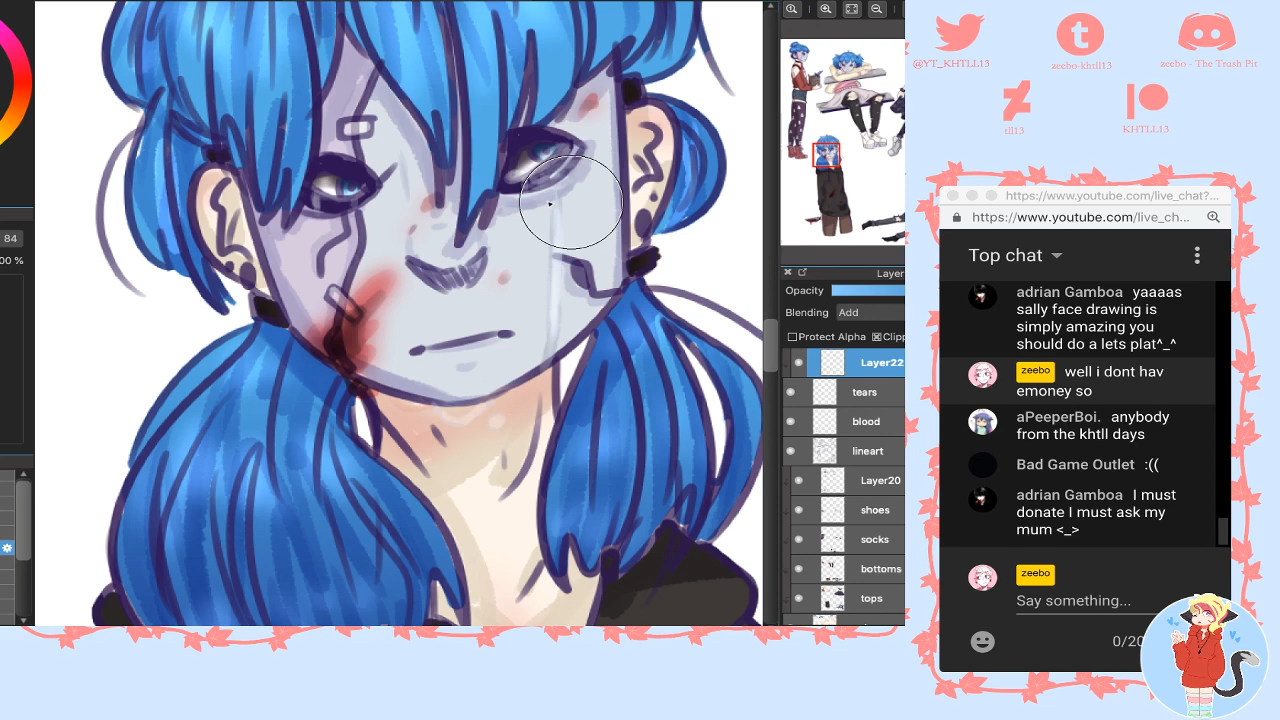 84
00 %
Layer
Opacity
Blending Add
Protect Alpha Clipp
Layer22
tears
blood
lineart
Layer20
shoes
socks
bottoms
tops
@YT_KHTLL13
zeebo-khtll13
zeebo - The Trash Pit
tll13
KHTLL13
https://www.youtube.com/live_chat?...
https://www.youtube.com/live_ch...
Top chat
adrian Gamboa yaaaas
sally face drawing is
simply amazing you
should do a lets plat^_^
zeebo well i dont hav
emoney so
aPeeperBoi. anybody
from the khtll days
Bad Game Outlet :((
adrian Gamboa I must
donate I must ask my
mum <_>
zeebo
Say something...
0/20